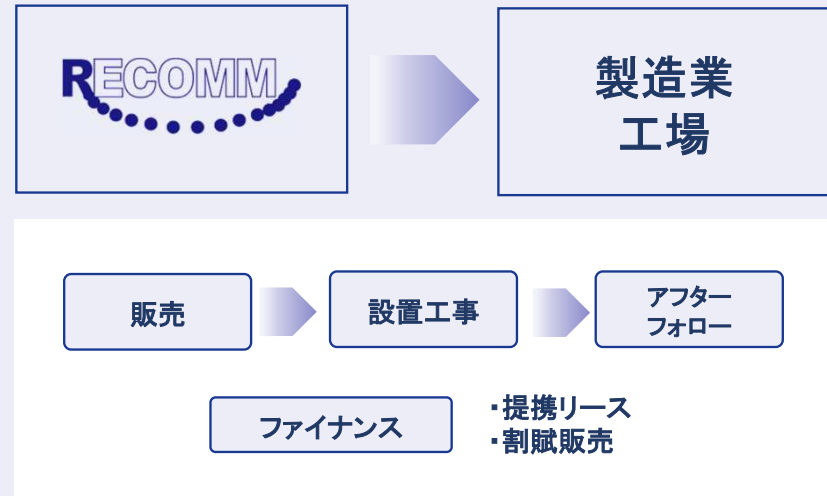 RECOMM
製造業
工場
販売
設置工事
アフター
フォロー
ファイナンス
・提携リース
・割賦販売